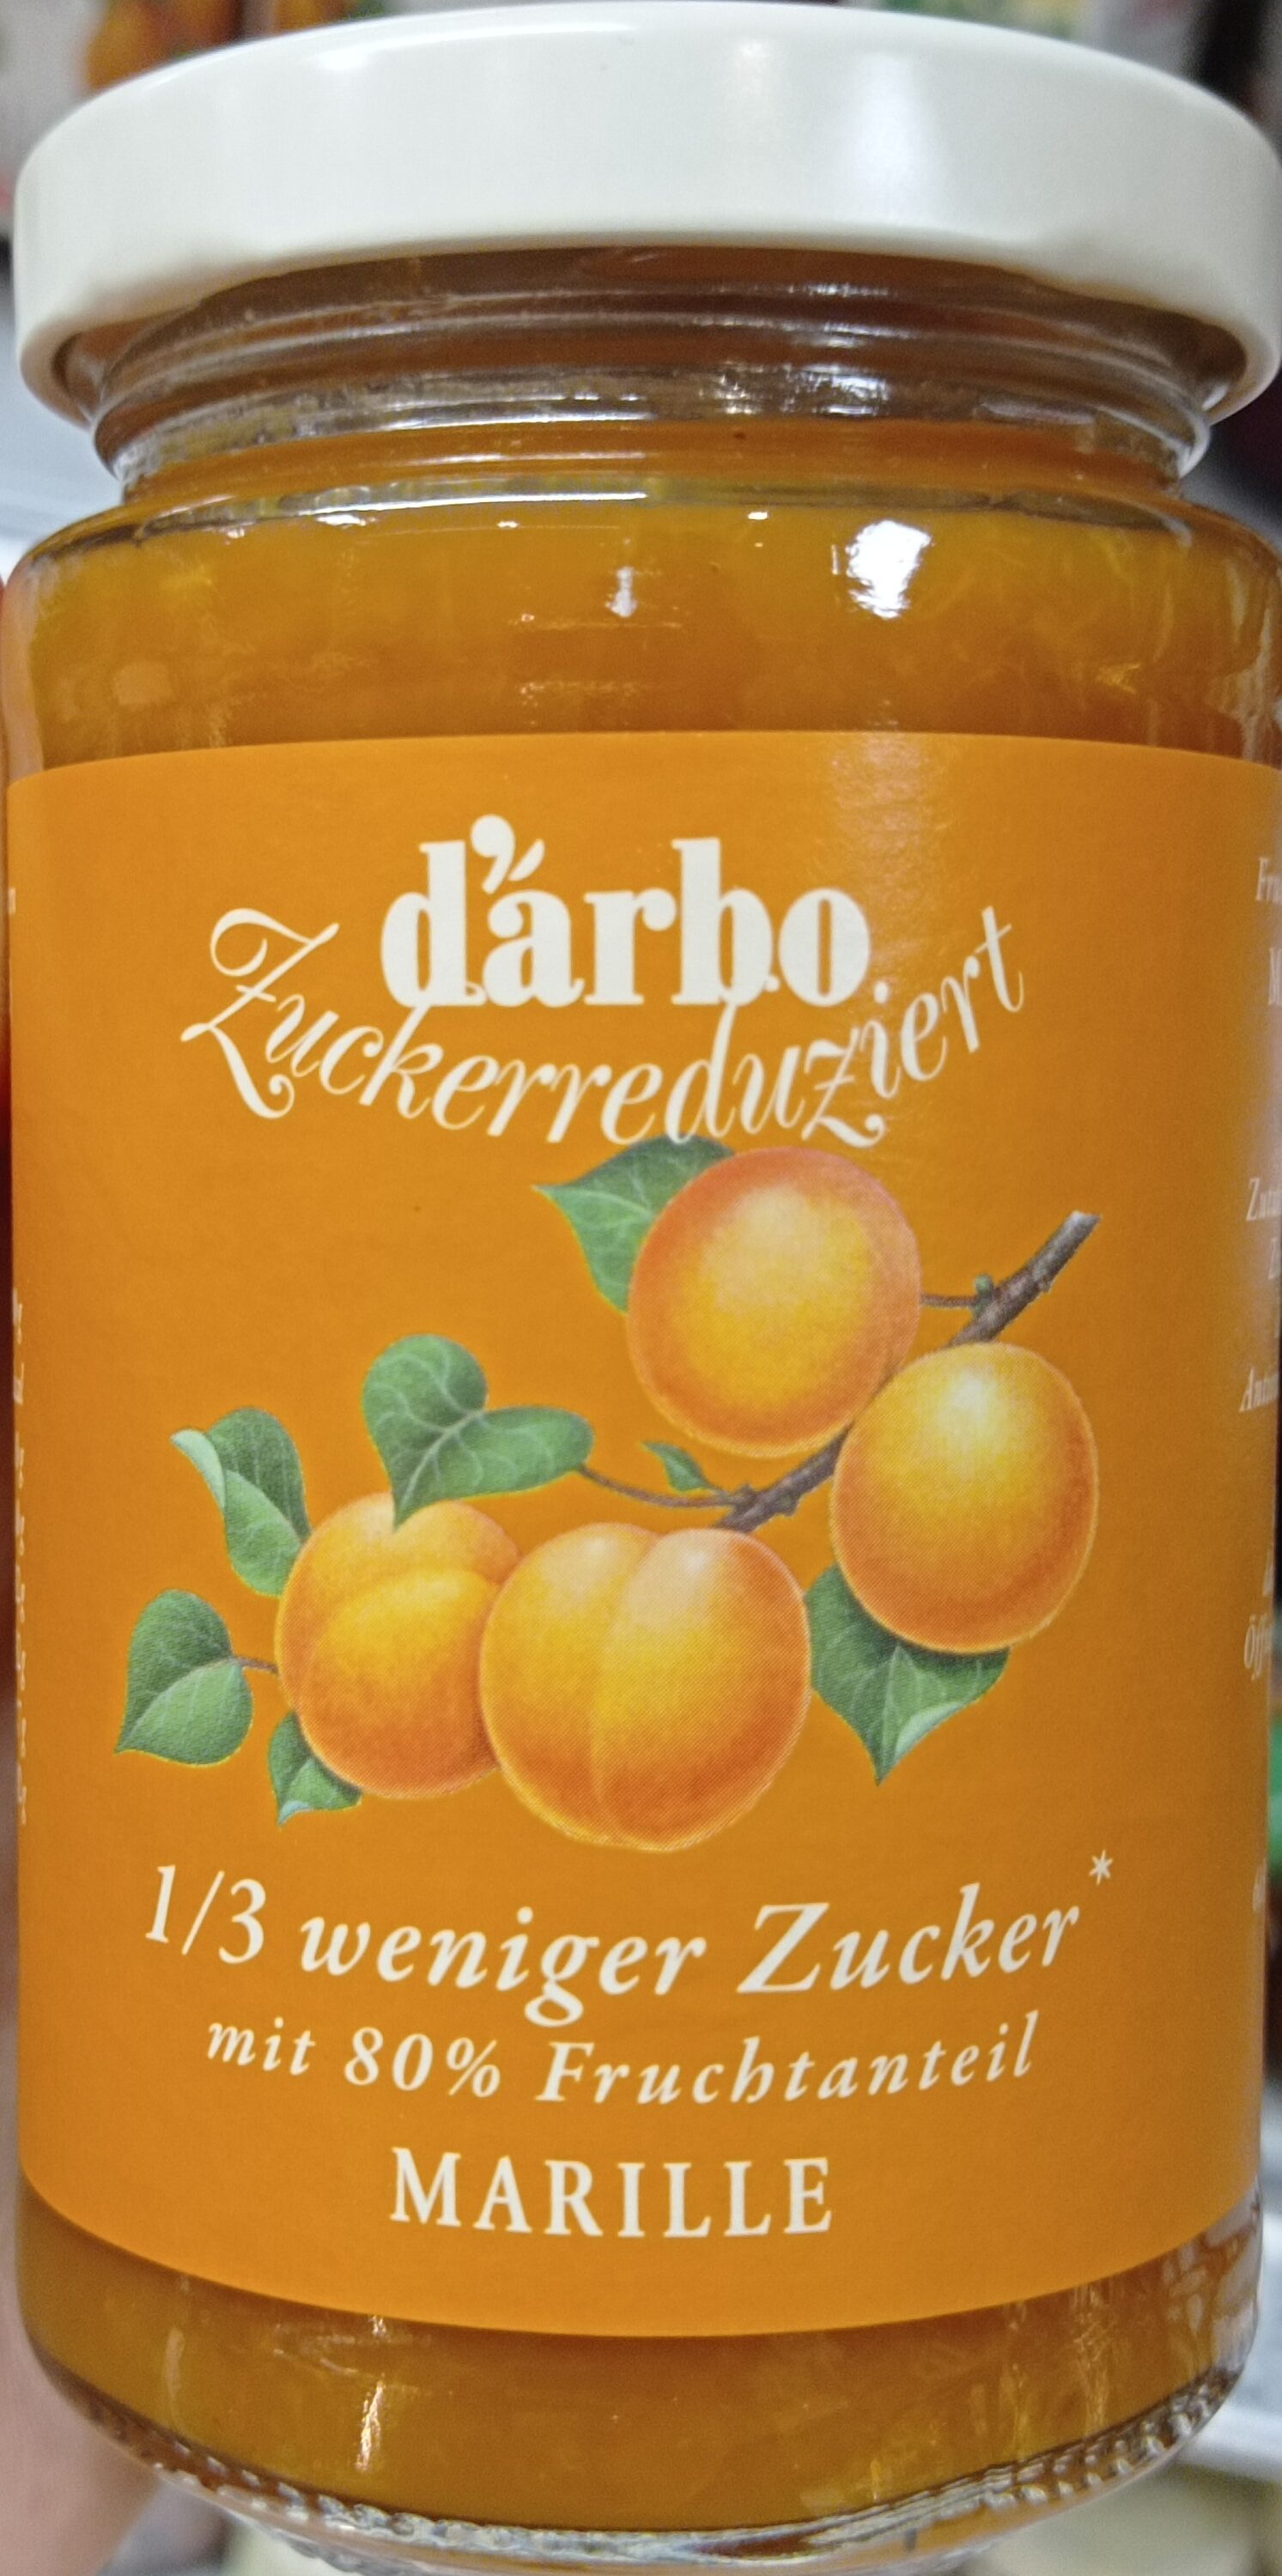 d'arbo
Zuckerreduziert
1/3 weniger Zucker*
mit 80% Fruchtanteil
MARILLE